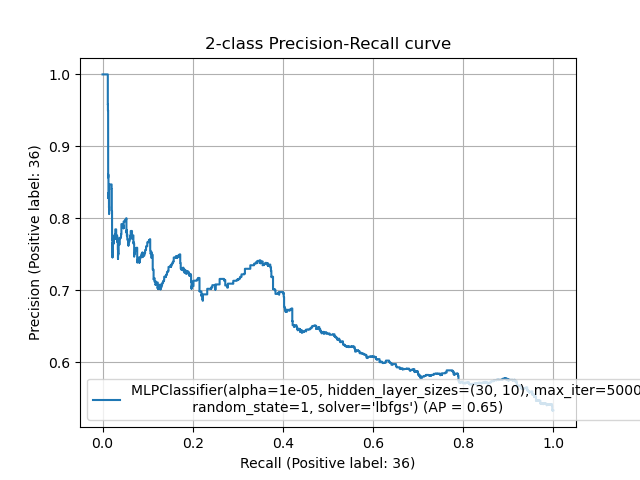 2-class Precision-Recall curve
1.0
0.9
0.8
0.7
0.6
Precision (Positive label: 36)
MLPClassifier(alpha=1e-05, hidden_layer_sizes=(30, 10), max_iter=5000
random_state=1, solver='lbfgs') (AP = 0.65)
0.0 0.2 0.4 0.6 0.8 1.0
Recall (Positive label: 36)